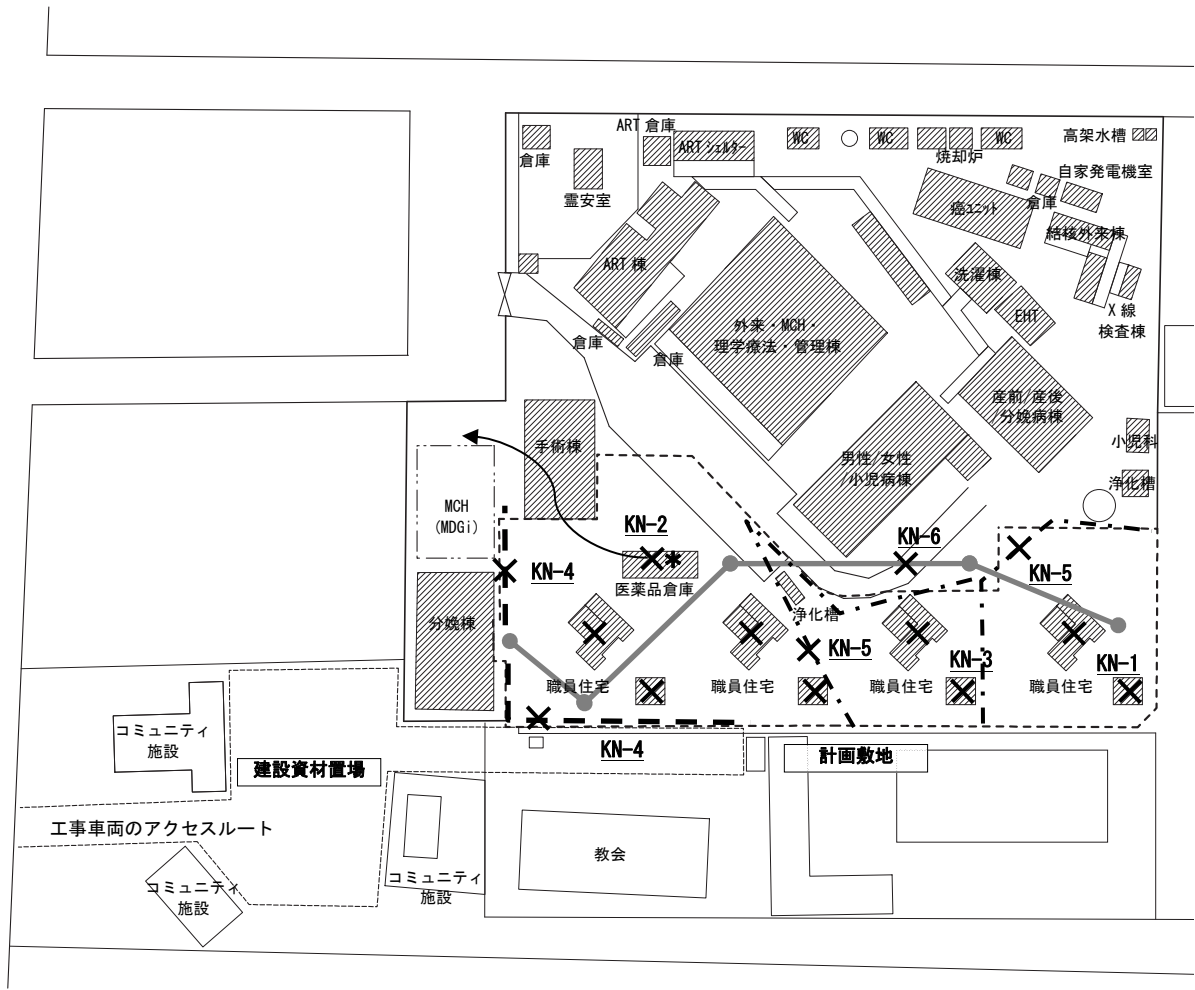 ART 倉庫
倉庫
ART ｼｪﾙﾀｰ
WC
WC
WC
焼却炉
高架水槽
自家発電機室
霊安室
癌ﾕﾆｯﾄ
倉庫
結核外来棟
ART 棟
洗濯棟
EHT
X 線
検査棟
倉庫
倉庫
外来・MCH・
理学療法・管理棟
産前/産後
/分娩病棟
小児科
手術棟
男性/女性
/小児病棟
浄化槽
MCH
(MDGi)
KN-2
KN-6
KN-4
KN-5
＊
医薬品倉庫
浄化槽
分娩棟
KN-5
KN-3
KN-1
職員住宅
職員住宅
職員住宅
職員住宅
コミュニティ
施設
KN-4
計画敷地
建設資材置場
工事車両のアクセスルート
教会
コミュニティ
施設
コミュニティ
施設